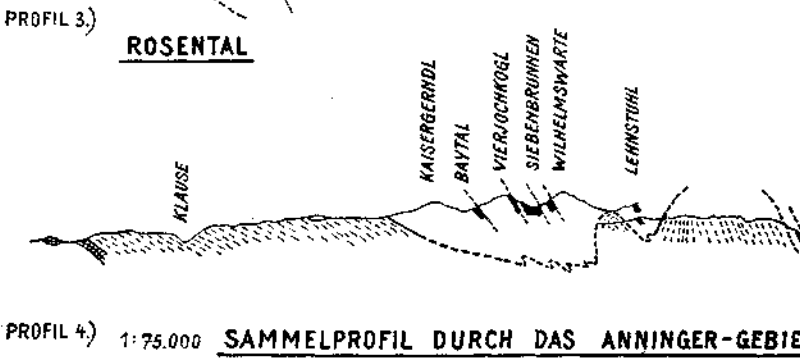 PROFIL 3.)
ROSENTAL
KLAUSE
KAISERGERNDL
BAYTAL
VIERJOCHKOGL
SIEBENBRUNNEN
WILHELMSWARTE
LEHNSTUHL
PROFIL 4.) 1:75.000 SAMMELPROFIL DURCH DAS ANNINGER-GEBIE